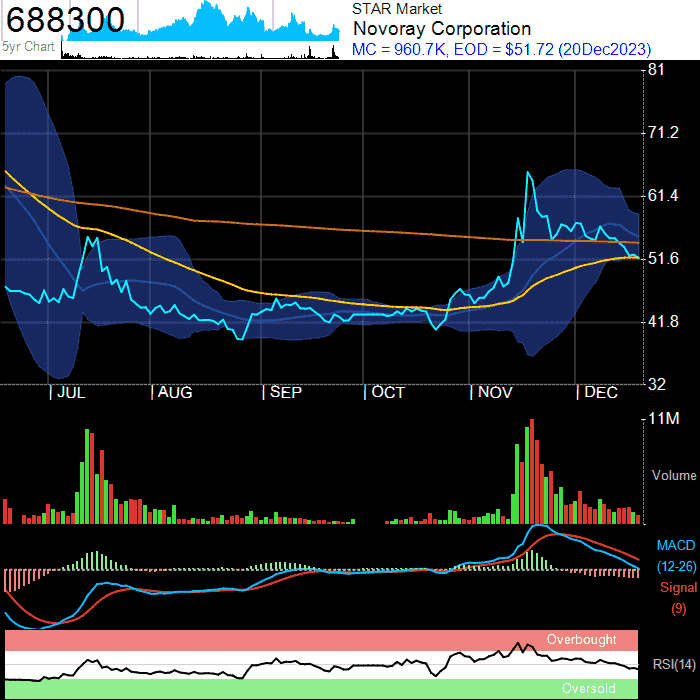 688300
5yr Chart
STAR Market
Novoray Corporation
MC = 960.7K, EOD = $51.72 (20Dec2023)
81
71.2
61.4
51.6
41.8
32
JUL AUG SEP OCT NOV DEC
11M
Volume
MACD
(12-26)
Signal
(9)
Overbought
RSI(14)
Oversold